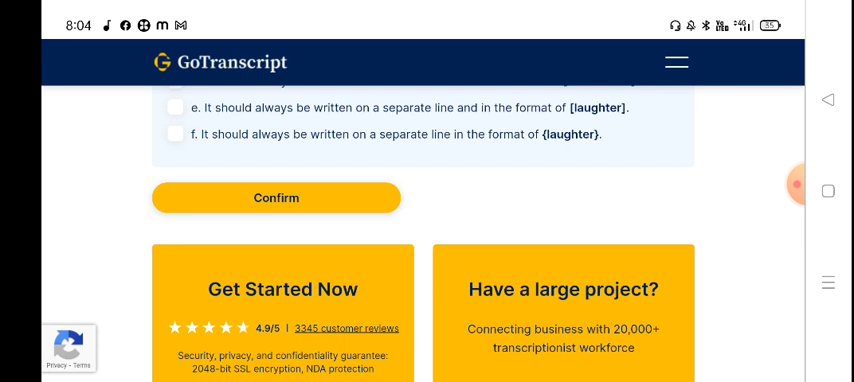 8:04
35
GoTranscript
e. It should always be written on a separate line and in the format of [laughter].
f. It should always be written on a separate line in the format of {laughter}.
Confirm
Get Started Now
4.9/5 | 3345 customer reviews
Security, privacy, and confidentiality guarantee:
2048-bit SSL encryption, NDA protection
Have a large project?
Connecting business with 20,000+
transcriptionist workforce
Privacy - Terms